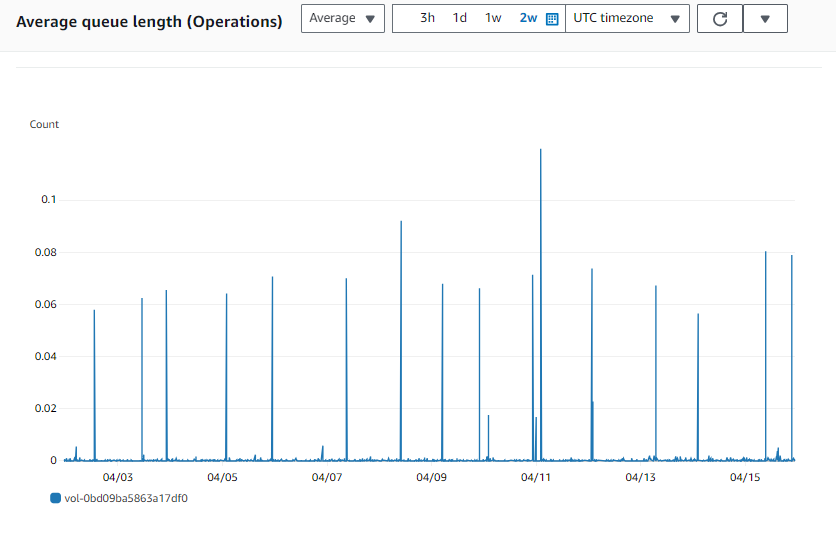 Average queue length (Operations)
Average
3h 1d 1w 2w
UTC timezone
Count
0.1
0.08
0.06
0.04
0.02
0
04/03 04/05 04/07 04/09 04/11 04/13 04/15
vol-0bd09ba5863a17df0